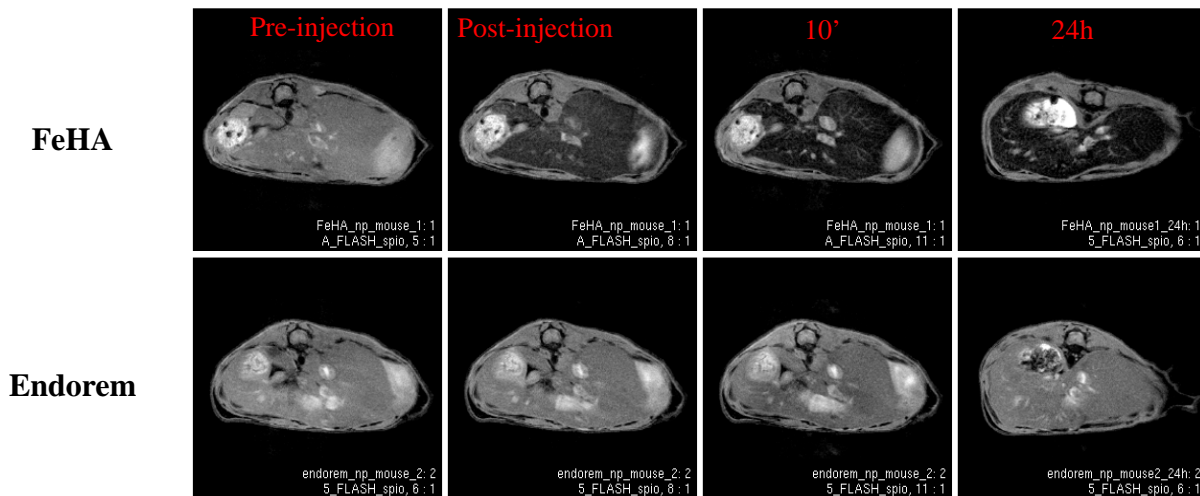 Pre-injection
Post-injection
10’
24h
FeHA
FeHA_np_mouse_1: 1
A_FLASH_spio, 5 : 1
FeHA_np_mouse_1: 1
A_FLASH_spio, 8 : 1
FeHA_np_mouse_1: 1
A_FLASH_spio, 11 : 1
FeHA_np_mouse1_24h: 1
5_FLASH_spio, 6 : 1
Endorem
endorem_np_mouse_2: 2
5_FLASH_spio, 6 : 1
endorem_np_mouse_2: 2
5_FLASH_spio, 8 : 1
endorem_np_mouse_2: 2
5_FLASH_spio, 11 : 1
endorem_np_mouse2_24h: 2
5_FLASH_spio, 6 : 1